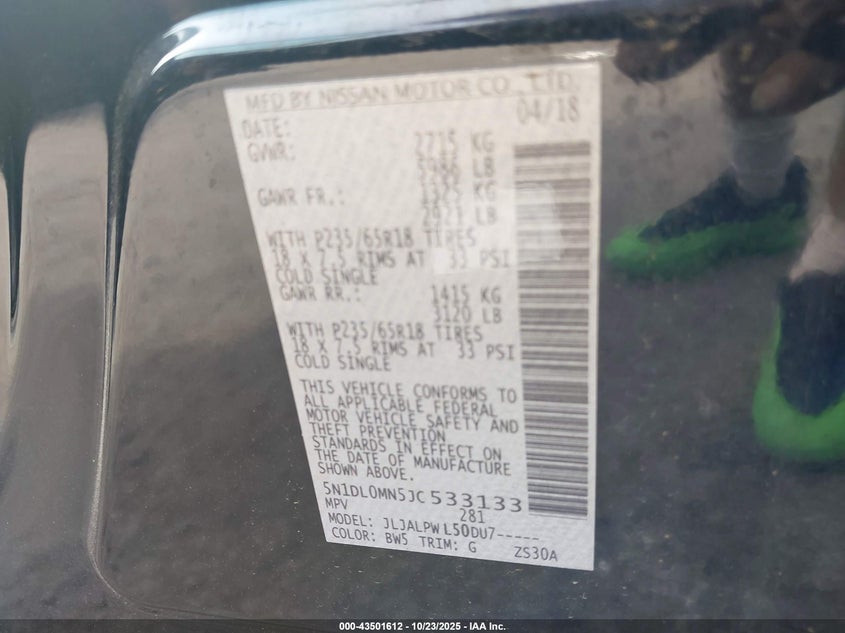 MFD BY NISSAN MOTOR CO., LTD.
DATE: 04/18
GVWR: 2715 KG
5986 LB
GAWR FR.: 1325 KG
2921 LB
WITH P235/65R18 TIRES
18 X 7.5 RIMS AT 33 PSI
COLD SINGLE
GAWR RR.: 1415 KG
3120 LB
WITH P235/65R18 TIRES
18 X 7.5 RIMS AT 33 PSI
COLD SINGLE
THIS VEHICLE CONFORMS TO
ALL APPLICABLE FEDERAL
MOTOR VEHICLE SAFETY AND
THEFT PREVENTION
STANDARDS IN EFFECT ON
THE DATE OF MANUFACTURE
SHOWN ABOVE.
5N1DL0MN5JC533133
MPV 281
MODEL: JLJALPWL50DU7-----
COLOR: BW5 TRIM: G ZS30A
000-43501612 - 10/23/2025 - IAA Inc.